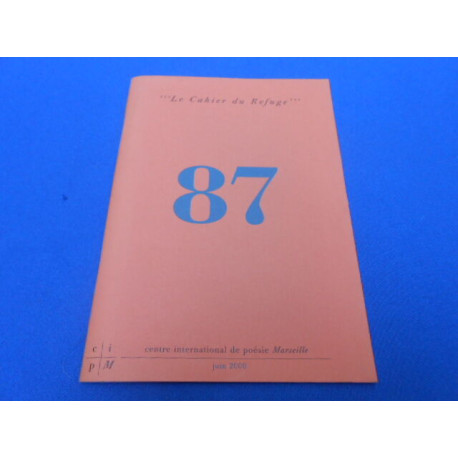 "'Le Cahier du Refuge'"
87
c i
p M
centre international de poésie Marseille
juin